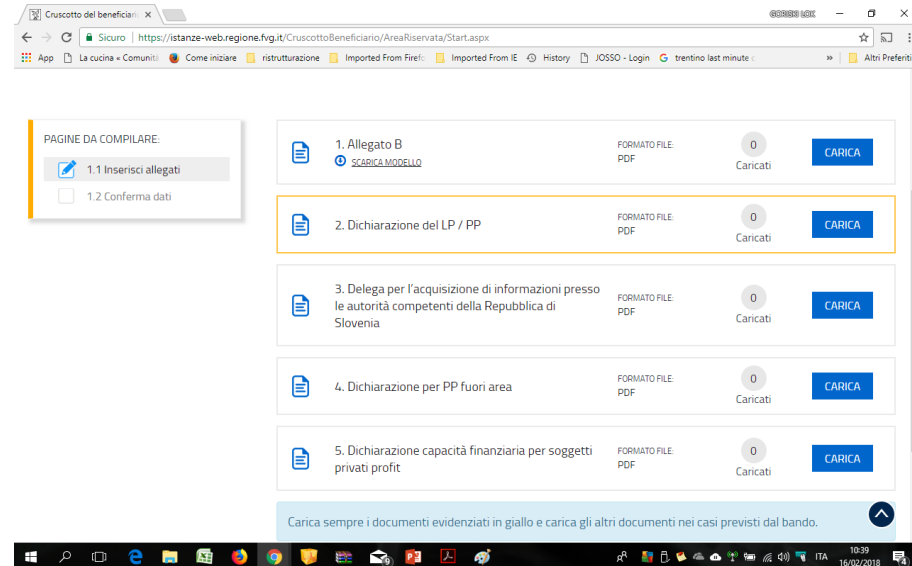 Cruscotto del beneficiari
GORISKI LOK
Sicuro | https://istanze-web.regione.fvg.it/CruscottoBeneficiario/AreaRiservata/Start.aspx
App La cucina « Comunità Come iniziare ristrutturazione Imported From Firefo Imported From IE History JOSSO - Login trentino last minute » Altri Preferiti
PAGINE DA COMPILARE:
1.1 Inserisci allegati
1.2 Conferma dati
1. Allegato B
SCARICA MODELLO
FORMATO FILE:
PDF
0
Caricati
CARICA
2. Dichiarazione del LP / PP
FORMATO FILE:
PDF
0
Caricati
CARICA
3. Delega per l'acquisizione di informazioni presso
le autorità competenti della Repubblica di
Slovenia
FORMATO FILE:
PDF
0
Caricati
CARICA
4. Dichiarazione per PP fuori area
FORMATO FILE:
PDF
0
Caricati
CARICA
5. Dichiarazione capacità finanziaria per soggetti
privati profit
FORMATO FILE:
PDF
0
Caricati
CARICA
Carica sempre i documenti evidenziati in giallo e carica gli altri documenti nei casi previsti dal bando.
ITA
10:39
16/02/2018